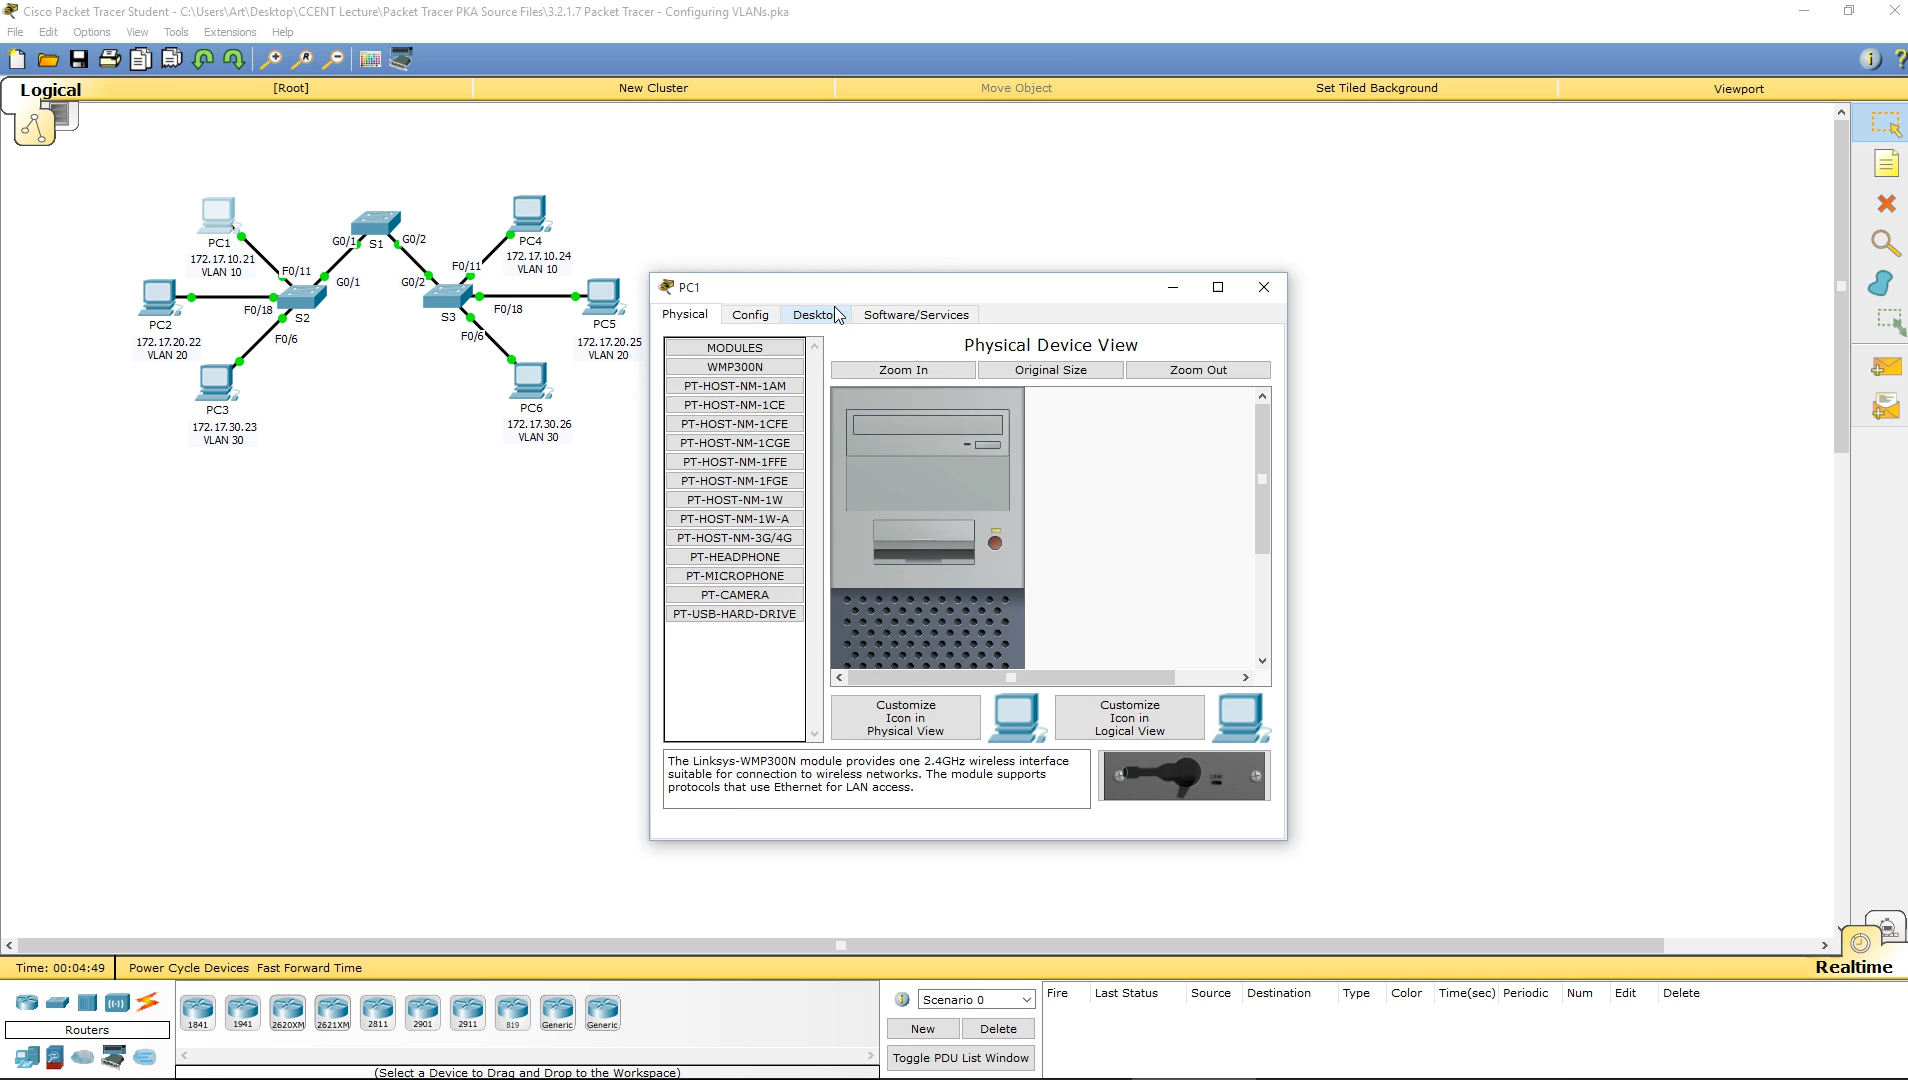 Cisco Packet Tracer Student - C:\Users\Art\Desktop\CCENT Lecture\Packet Tracer PKA Source Files\3.2.1.7 Packet Tracer - Configuring VLANs.pka
File Edit Options View Tools Extensions Help
Logical [Root] New Cluster Move Object Set Tiled Background Viewport
PC1
172.17.10.21
VLAN 10
PC2
172.17.20.22
VLAN 20
PC3
172.17.30.23
VLAN 30
F0/11
F0/18
F0/6
S2
G0/1
G0/1
S1
G0/2
G0/2
S3
F0/11
F0/18
F0/6
PC4
172.17.10.24
VLAN 10
PC5
172.17.20.25
VLAN 20
PC6
172.17.30.26
VLAN 30
PC1
Physical Config Desktop Software/Services
MODULES
WMP300N
PT-HOST-NM-1AM
PT-HOST-NM-1CE
PT-HOST-NM-1CFE
PT-HOST-NM-1CGE
PT-HOST-NM-1FFE
PT-HOST-NM-1FGE
PT-HOST-NM-1W
PT-HOST-NM-1W-A
PT-HOST-NM-3G/4G
PT-HEADPHONE
PT-MICROPHONE
PT-CAMERA
PT-USB-HARD-DRIVE
Physical Device View
Zoom In Original Size Zoom Out
Customize
Icon in
Physical View
Customize
Icon in
Logical View
The Linksys-WMP300N module provides one 2.4GHz wireless interface
suitable for connection to wireless networks. The module supports
protocols that use Ethernet for LAN access.
LINK
Time: 00:04:49 Power Cycle Devices Fast Forward Time
Realtime
Routers
1841 1941 2620XM 2621XM 2811 2901 2911 819 Generic Generic
(Select a Device to Drag and Drop to the Workspace)
Scenario 0
New Delete
Toggle PDU List Window
Fire Last Status Source Destination Type Color Time(sec) Periodic Num Edit Delete